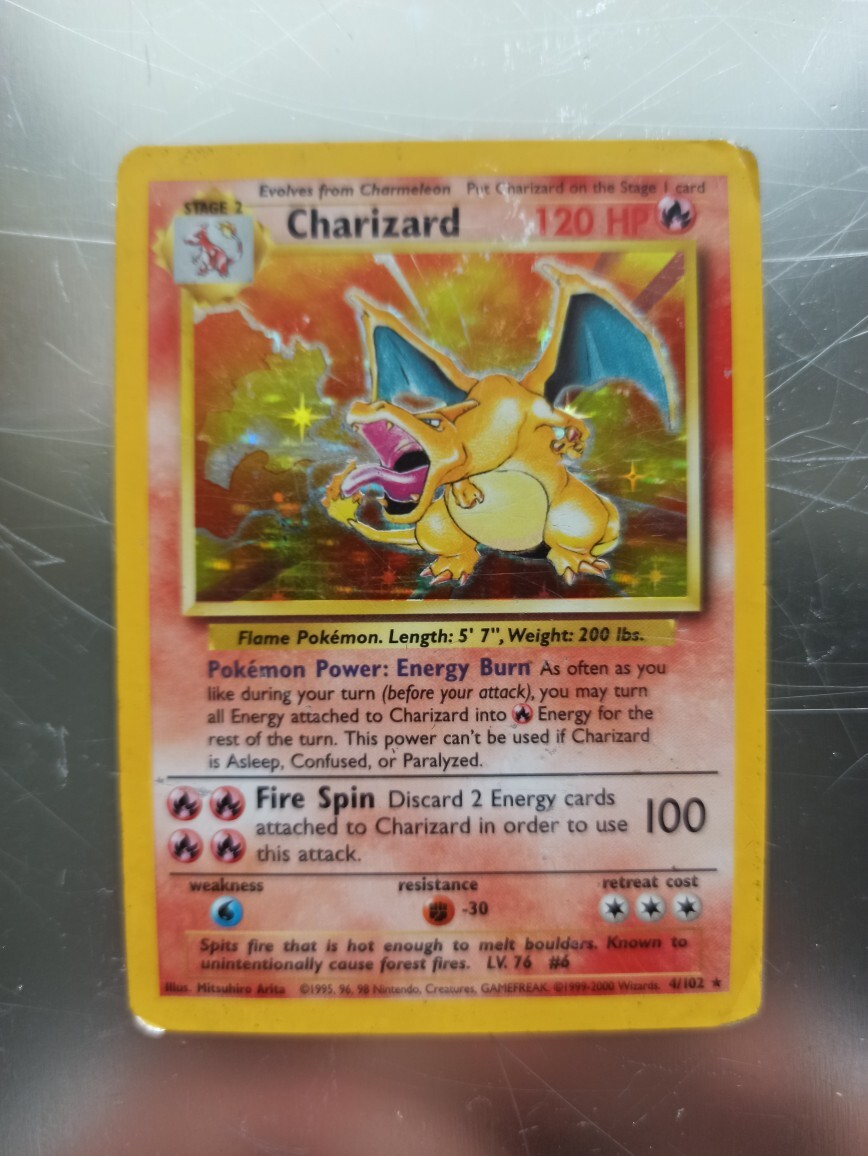 Evolves from Charmeleon Put Charizard on the Stage 1 card
STAGE 2
Charizard 120 HP
Flame Pokémon. Length: 5' 7", Weight: 200 lbs.
Pokémon Power: Energy Burn As often as you
like during your turn (before your attack), you may turn
all Energy attached to Charizard into Energy for the
rest of the turn. This power can't be used if Charizard
is Asleep, Confused, or Paralyzed.
Fire Spin Discard 2 Energy cards
attached to Charizard in order to use 100
this attack.
weakness resistance retreat cost
-30
Spits fire that is hot enough to melt boulders. Known to
unintentionally cause forest fires. LV. 76 #6
Illus. Mitsuhiro Arita ©1995, 96, 98 Nintendo, Creatures, GAMEFREAK. ©1999-2000 Wizards. 4/102 ★